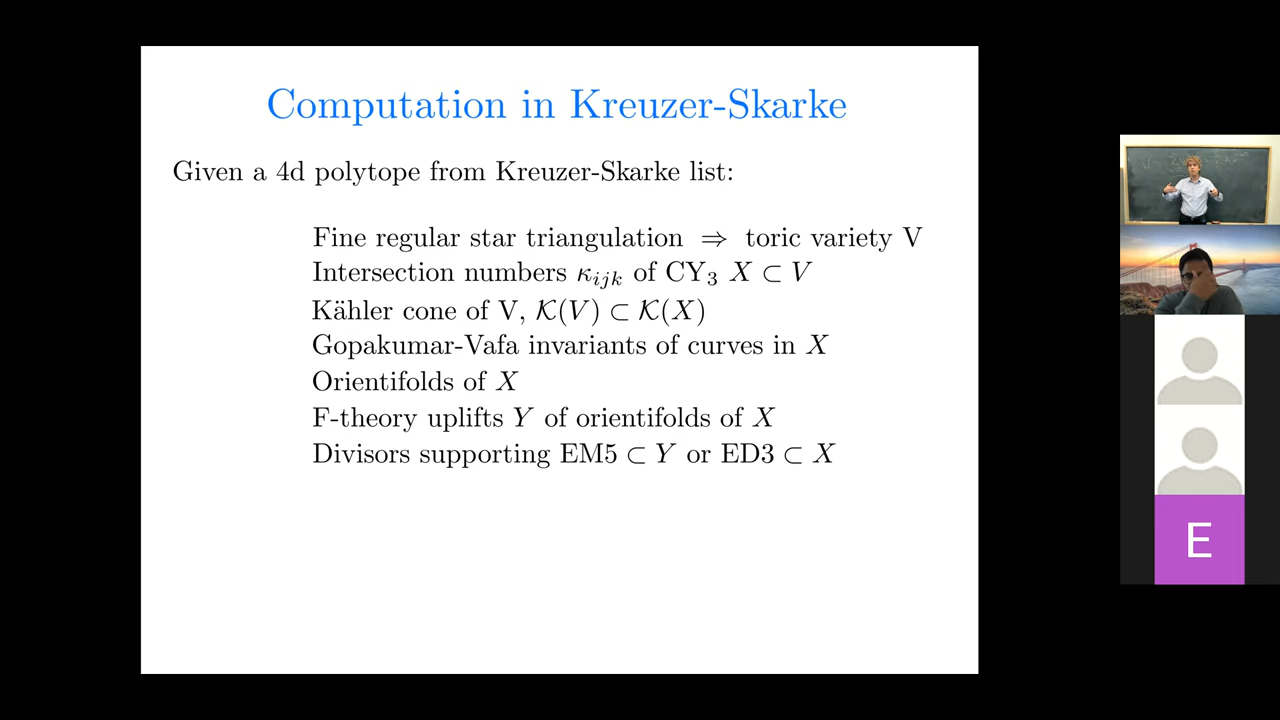 Computation in Kreuzer-Skarke
Given a 4d polytope from Kreuzer-Skarke list:
Fine regular star triangulation ⇒ toric variety V
Intersection numbers κᵢⱼₖ of CY₃ X ⊂ V
Kähler cone of V, 𝒦(V) ⊂ 𝒦(X)
Gopakumar-Vafa invariants of curves in X
Orientifolds of X
F-theory uplifts Y of orientifolds of X
Divisors supporting EM5 ⊂ Y or ED3 ⊂ X
E